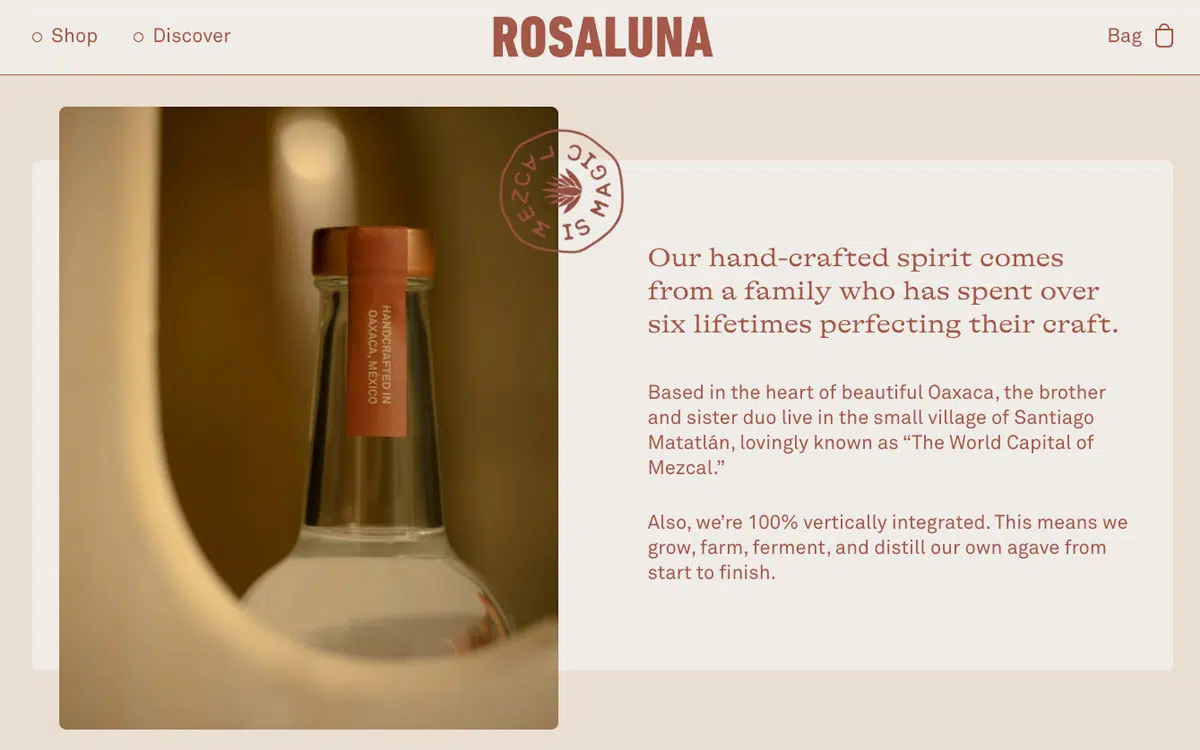 Shop
Discover
ROSALUNA
Bag
MEZCAL IS MAGIC
HANDCRAFTED IN
OAXACA, MÉXICO
Our hand-crafted spirit comes
from a family who has spent over
six lifetimes perfecting their craft.
Based in the heart of beautiful Oaxaca, the brother
and sister duo live in the small village of Santiago
Matatlán, lovingly known as “The World Capital of
Mezcal.”
Also, we’re 100% vertically integrated. This means we
grow, farm, ferment, and distill our own agave from
start to finish.